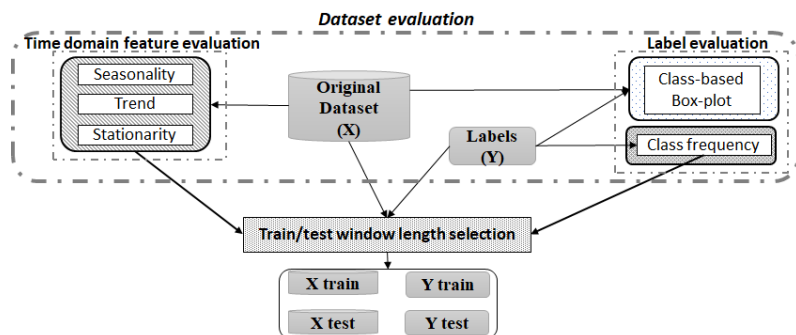 Dataset evaluation
Time domain feature evaluation
Seasonality
Trend
Stationarity
Original
Dataset
(X)
Labels
(Y)
Label evaluation
Class-based
Box-plot
Class frequency
Train/test window length selection
X train
Y train
X test
Y test